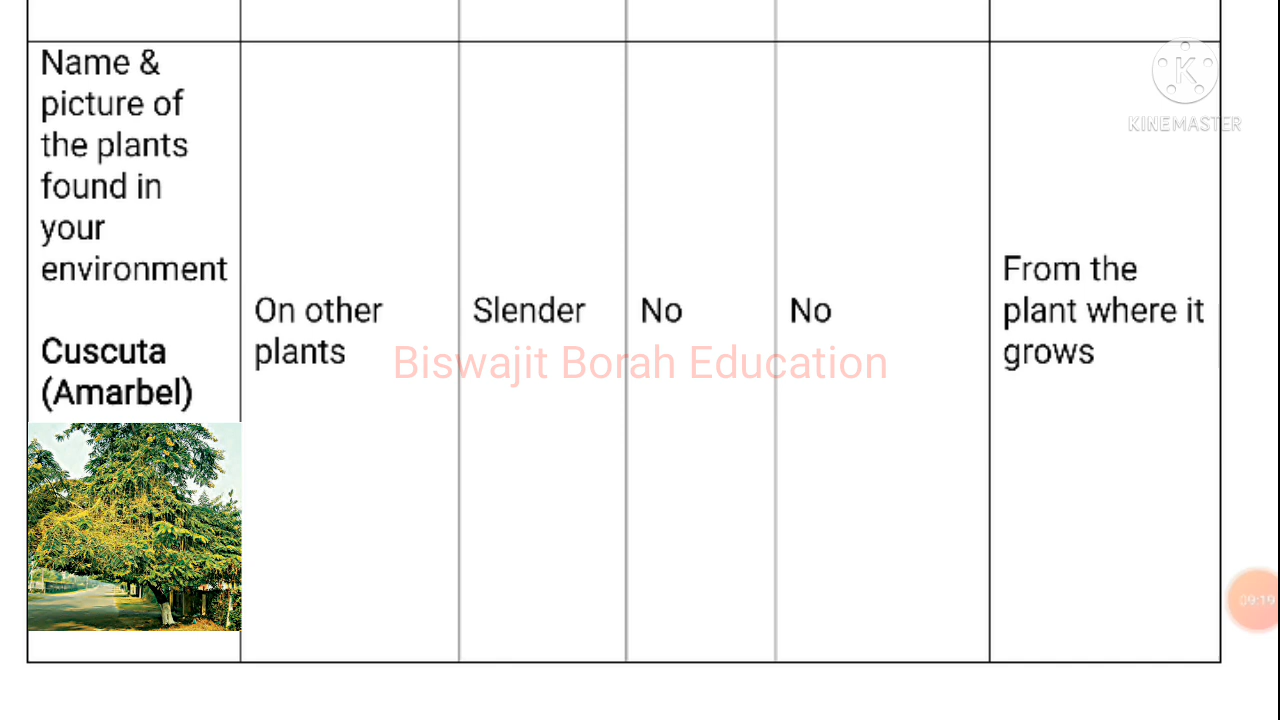 Name &
picture of
the plants
found in
your
environment
Cuscuta
(Amarbel)
On other
plants
Slender
No
No
From the
plant where it
grows
Biswajit Borah Education
K
KINEMASTER
09:19